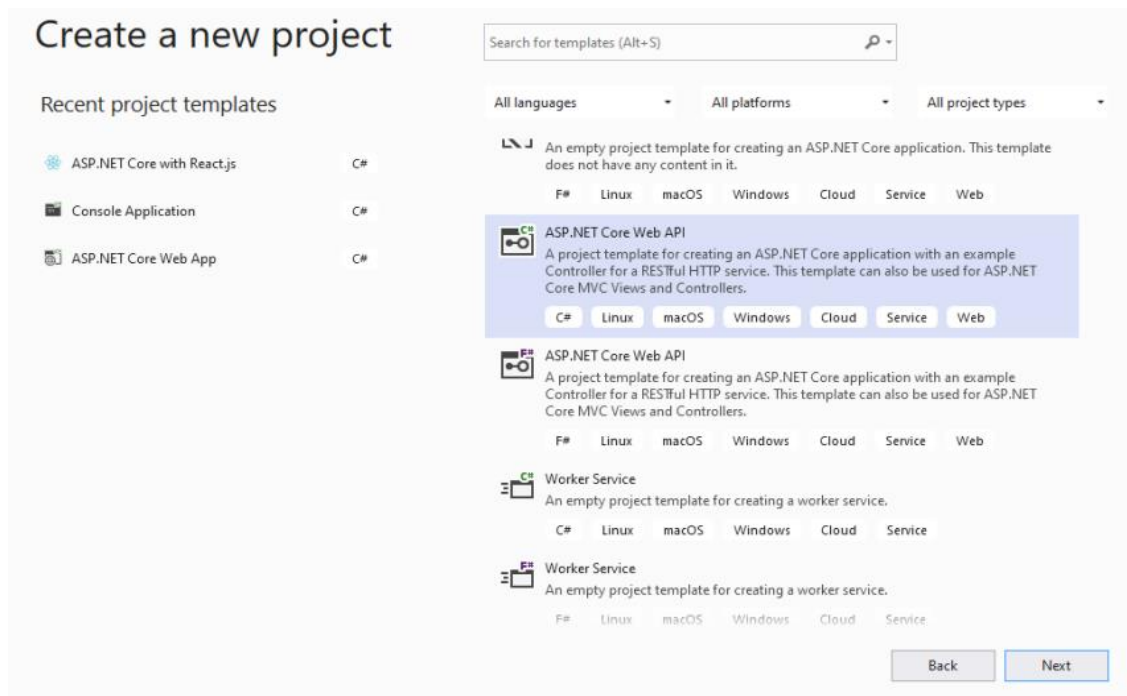 Create a new project
Search for templates (Alt+S)
Recent project templates
All languages
All platforms
All project types
ASP.NET Core with React.js C#
Console Application C#
ASP.NET Core Web App C#
An empty project template for creating an ASP.NET Core application. This template
does not have any content in it.
F# Linux macOS Windows Cloud Service Web
C#
ASP.NET Core Web API
A project template for creating an ASP.NET Core application with an example
Controller for a RESTful HTTP service. This template can also be used for ASP.NET
Core MVC Views and Controllers.
C# Linux macOS Windows Cloud Service Web
F#
ASP.NET Core Web API
A project template for creating an ASP.NET Core application with an example
Controller for a RESTful HTTP service. This template can also be used for ASP.NET
Core MVC Views and Controllers.
F# Linux macOS Windows Cloud Service Web
C#
Worker Service
An empty project template for creating a worker service.
C# Linux macOS Windows Cloud Service
F#
Worker Service
An empty project template for creating a worker service.
F# Linux macOS Windows Cloud Service
Back
Next